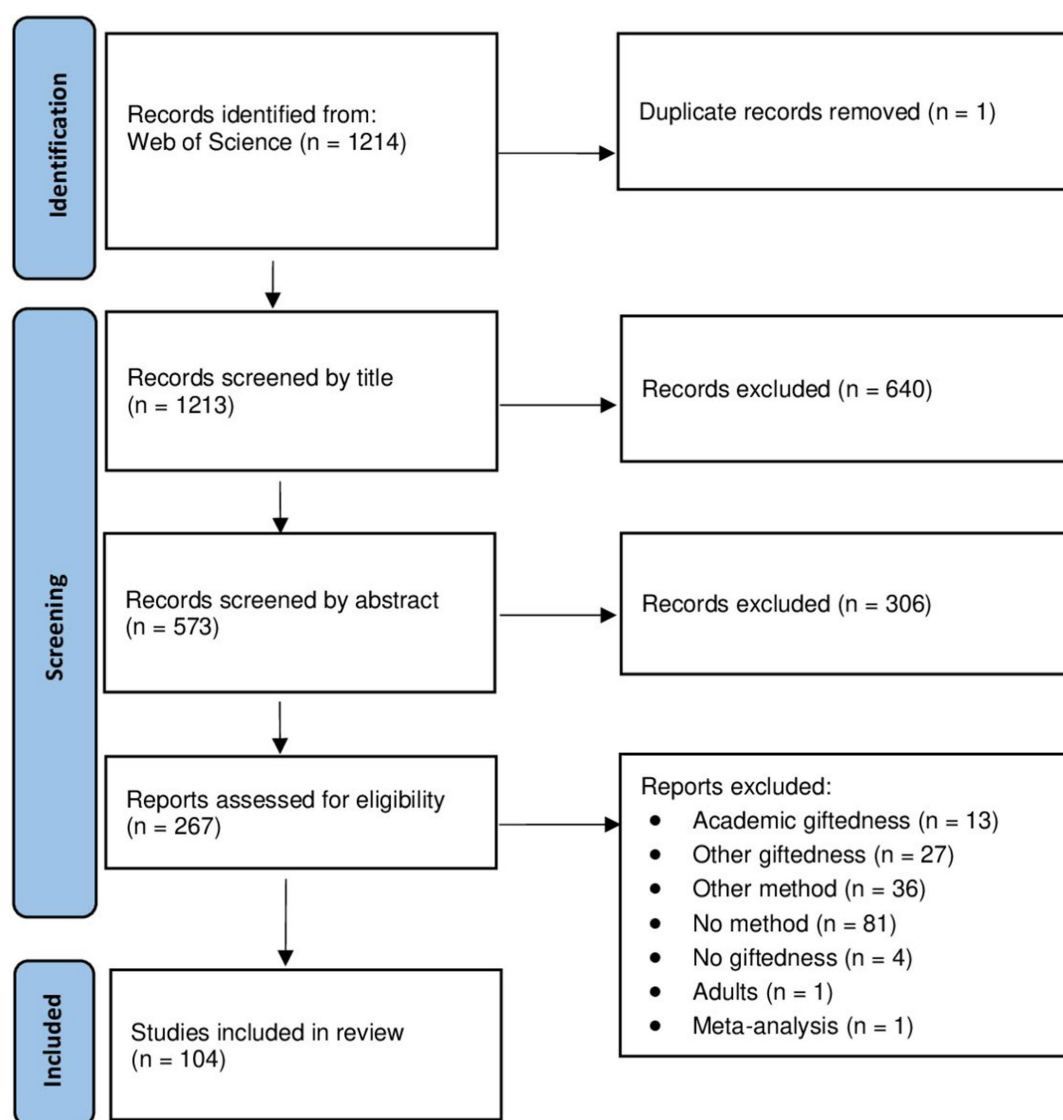 Identification
Records identified from:
Web of Science (n = 1214)
Duplicate records removed (n = 1)
Screening
Records screened by title
(n = 1213)
Records excluded (n = 640)
Records screened by abstract
(n = 573)
Records excluded (n = 306)
Reports assessed for eligibility
(n = 267)
Reports excluded:
● Academic giftedness (n = 13)
● Other giftedness (n = 27)
● Other method (n = 36)
● No method (n = 81)
● No giftedness (n = 4)
● Adults (n = 1)
● Meta-analysis (n = 1)
Included
Studies included in review
(n = 104)